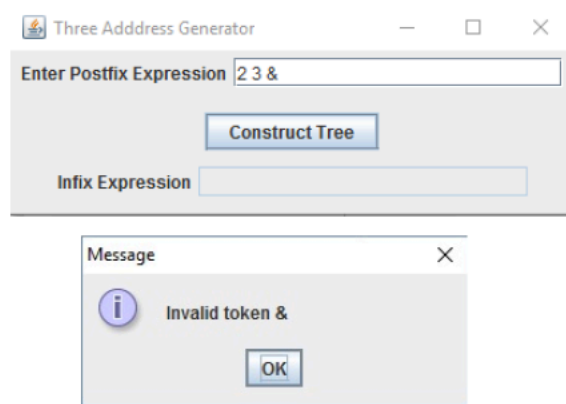 Three Adddress Generator
Enter Postfix Expression 2 3 &
Construct Tree
Infix Expression
Message
i
Invalid token &
OK